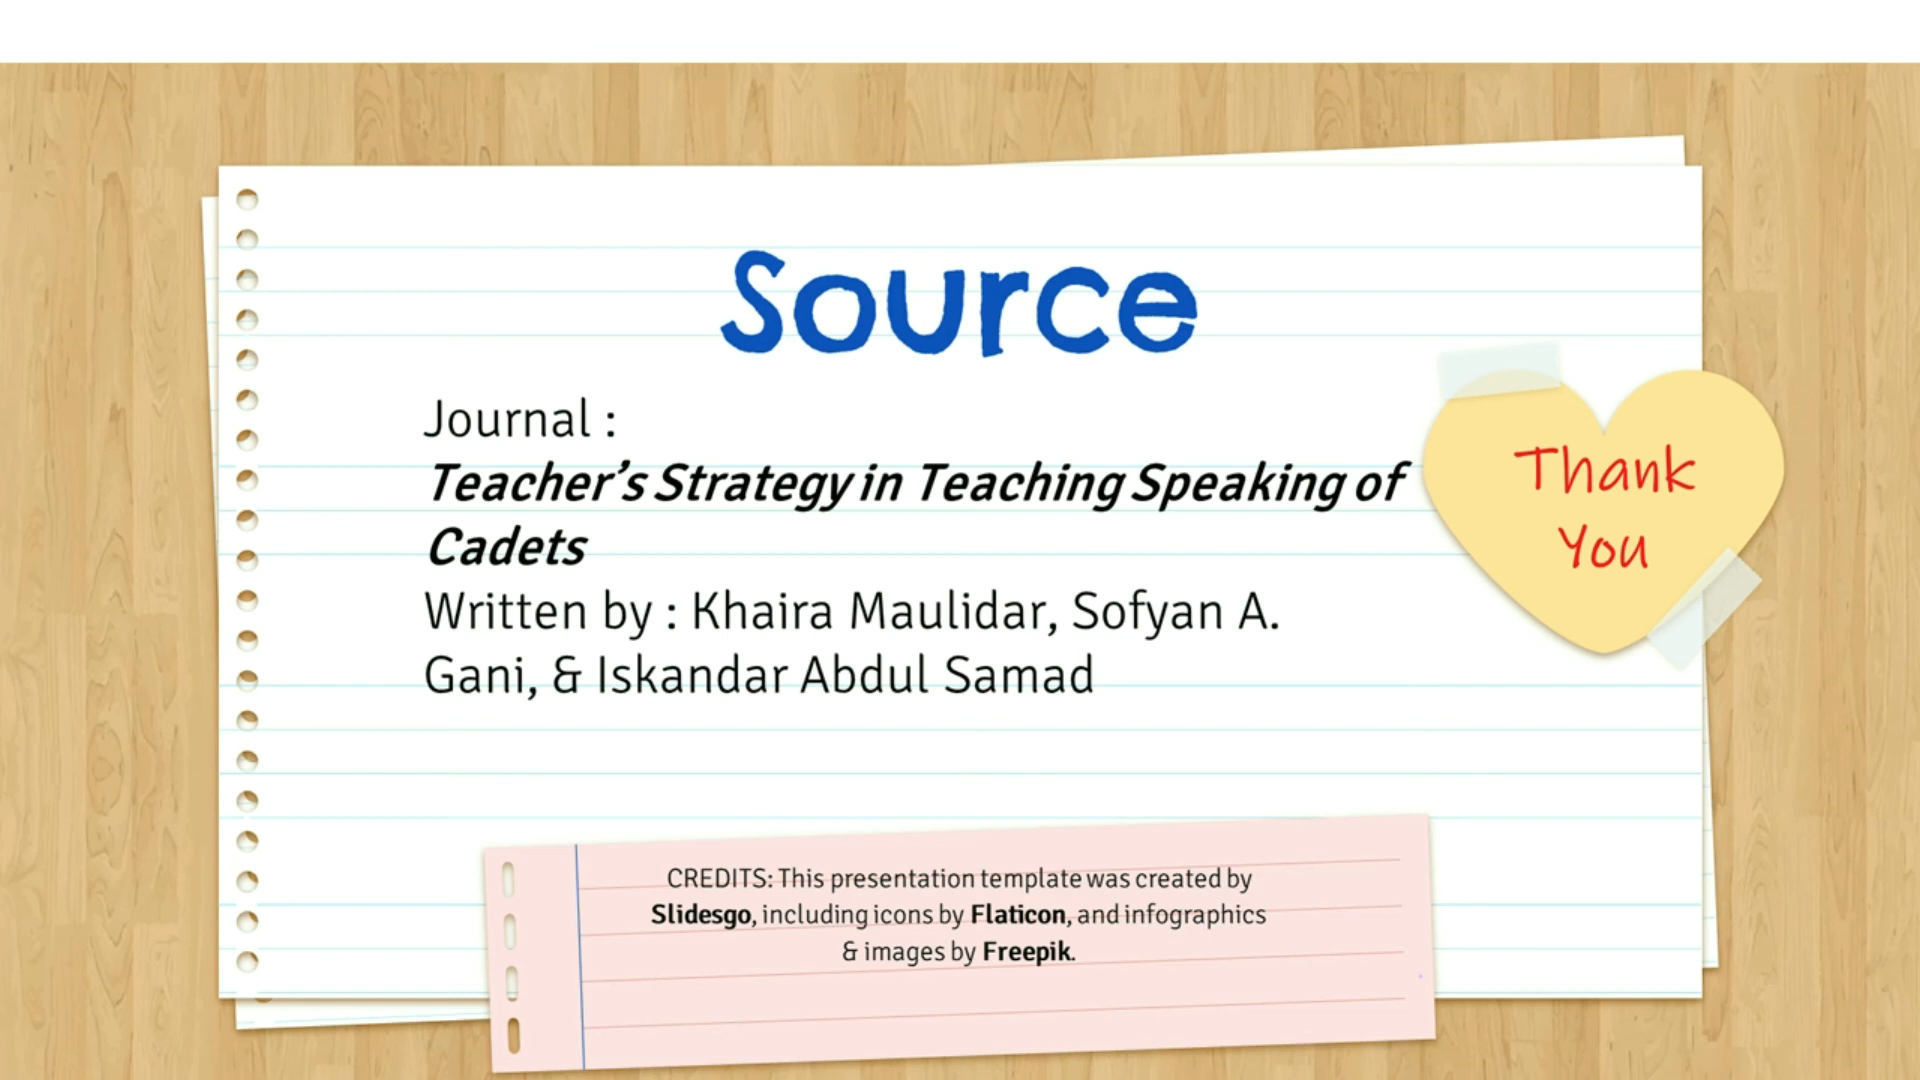 Source
Journal :
Teacher's Strategy in Teaching Speaking of
Cadets
Written by : Khaira Maulidar, Sofyan A.
Gani, & Iskandar Abdul Samad
Thank
You
CREDITS: This presentation template was created by
Slidesgo, including icons by Flaticon, and infographics
& images by Freepik.